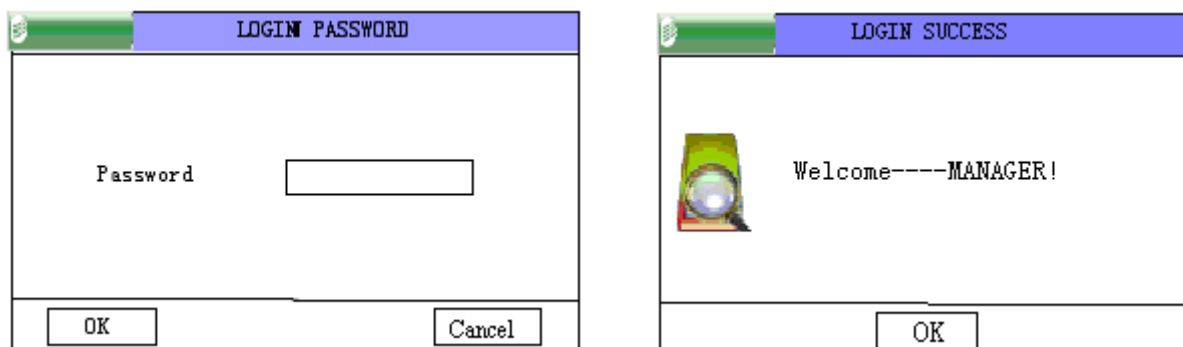 LOGIN PASSWORD
Password
OK
Cancel
LOGIN SUCCESS
Welcome----MANAGER!
OK